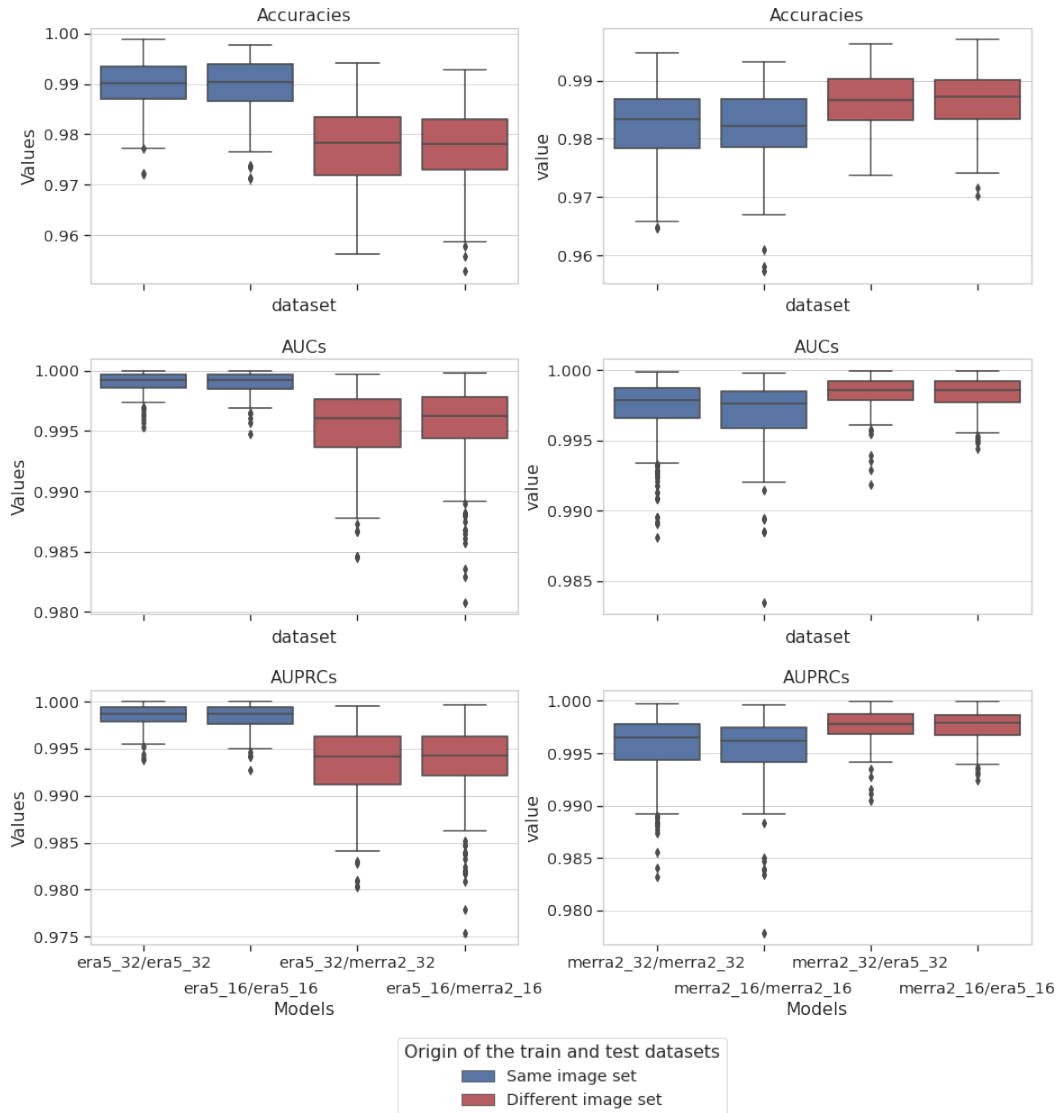 Accuracies
1.00
0.99
0.98
0.97
0.96
Values
dataset
Accuracies
0.99
0.98
0.97
0.96
value
dataset
AUCs
1.000
0.995
0.990
0.985
0.980
Values
dataset
AUCs
1.000
0.995
0.990
0.985
value
dataset
AUPRCs
1.000
0.995
0.990
0.985
0.980
0.975
Values
era5_32/era5_32
era5_32/merra2_32
era5_16/era5_16
era5_16/merra2_16
Models
AUPRCs
1.000
0.995
0.990
0.985
0.980
value
merra2_32/merra2_32
merra2_32/era5_32
merra2_16/merra2_16
merra2_16/era5_16
Models
Origin of the train and test datasets
Same image set
Different image set